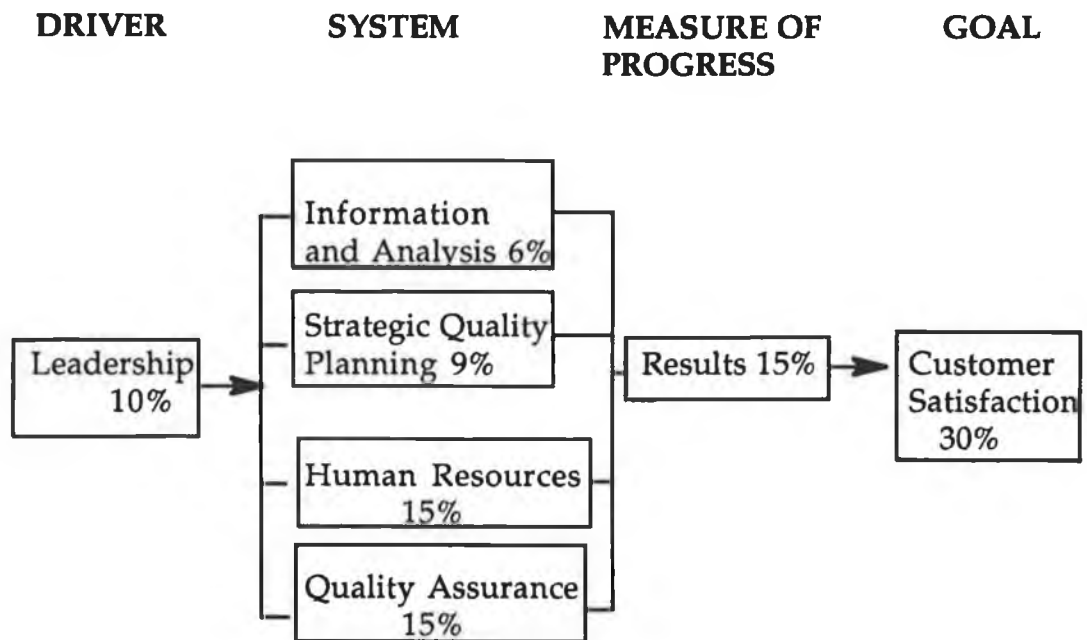 DRIVER
SYSTEM
MEASURE OF
PROGRESS
GOAL
Leadership
10%
Information
and Analysis 6%
Strategic Quality
Planning 9%
Human Resources
15%
Quality Assurance
15%
Results 15%
Customer
Satisfaction
30%